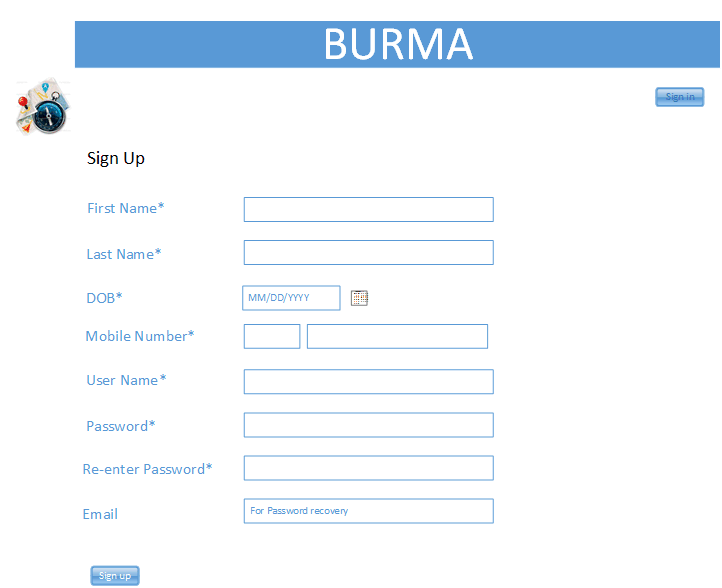 BURMA
Sign in
Sign Up
First Name*
Last Name*
DOB* MM/DD/YYYY
Mobile Number*
User Name*
Password*
Re-enter Password*
Email For Password recovery
Sign up